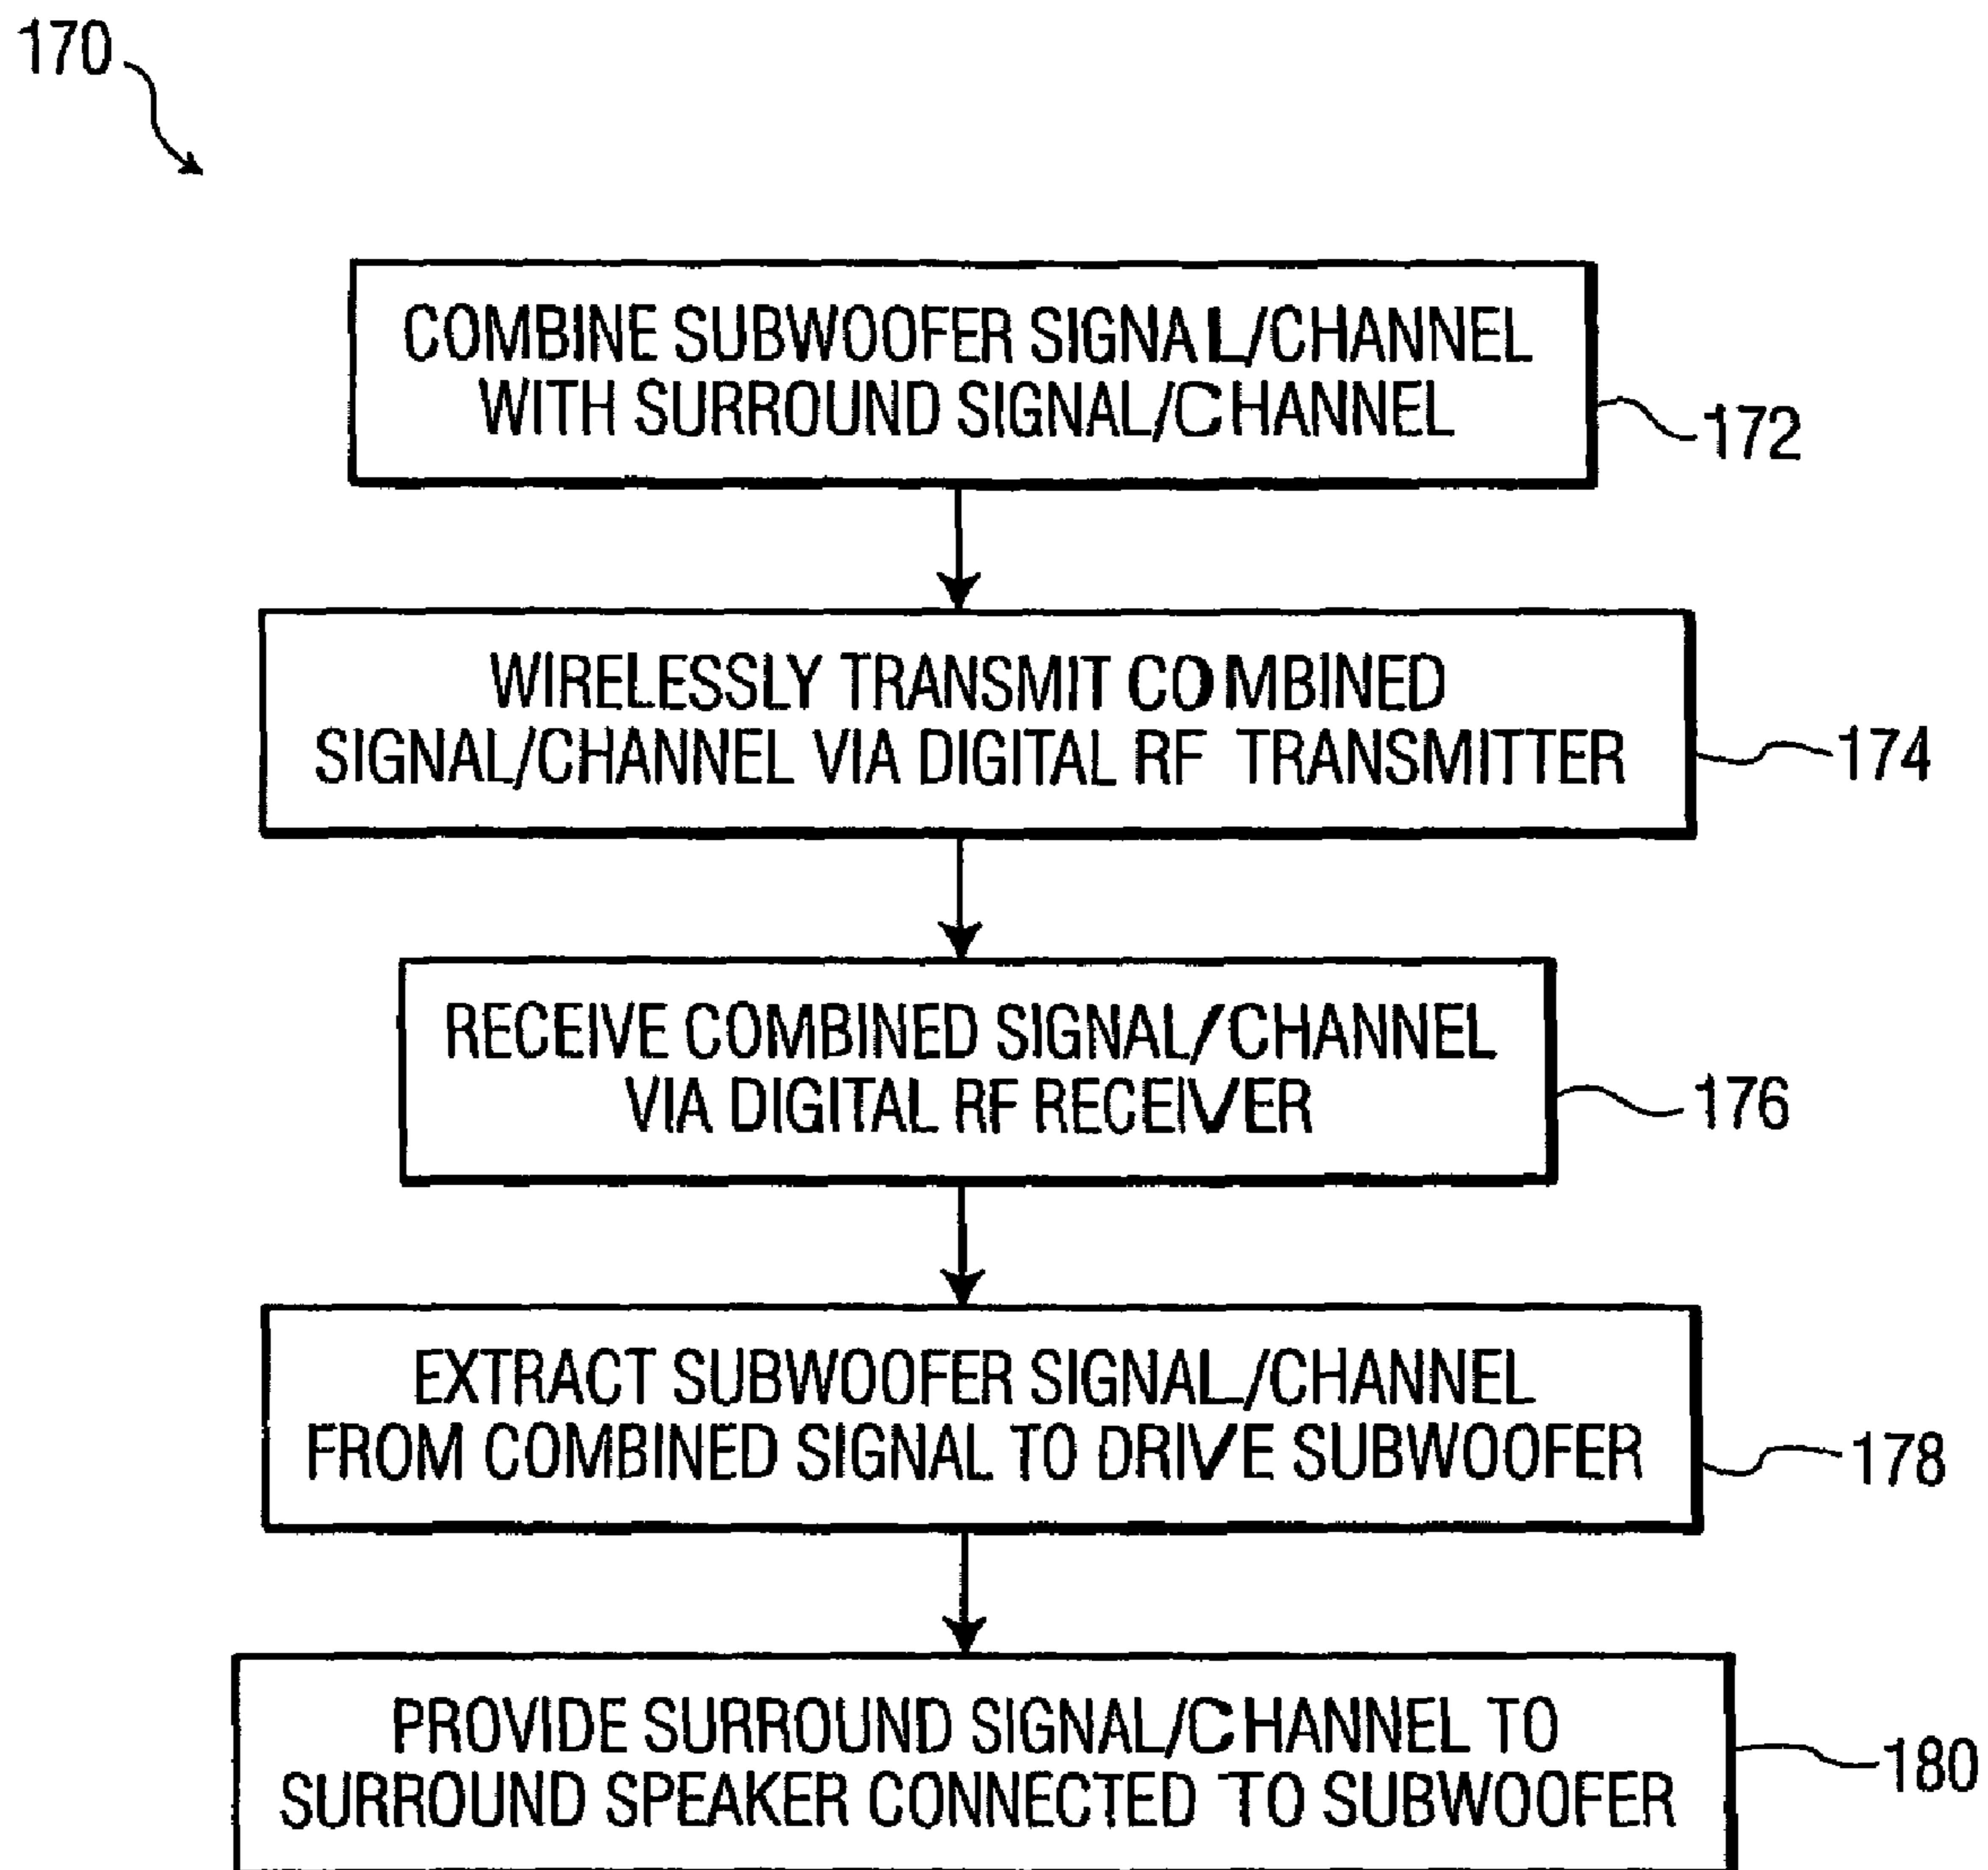 170
COMBINE SUBWOOFER SIGNAL/CHANNEL
WITH SURROUND SIGNAL/CHANNEL
172
WIRELESSLY TRANSMIT COMBINED
SIGNAL/CHANNEL VIA DIGITAL RF TRANSMITTER
174
RECEIVE COMBINED SIGNAL/CHANNEL
VIA DIGITAL RF RECEIVER
176
EXTRACT SUBWOOFER SIGNAL/CHANNEL
FROM COMBINED SIGNAL TO DRIVE SUBWOOFER
178
PROVIDE SURROUND SIGNAL/CHANNEL TO
SURROUND SPEAKER CONNECTED TO SUBWOOFER
180